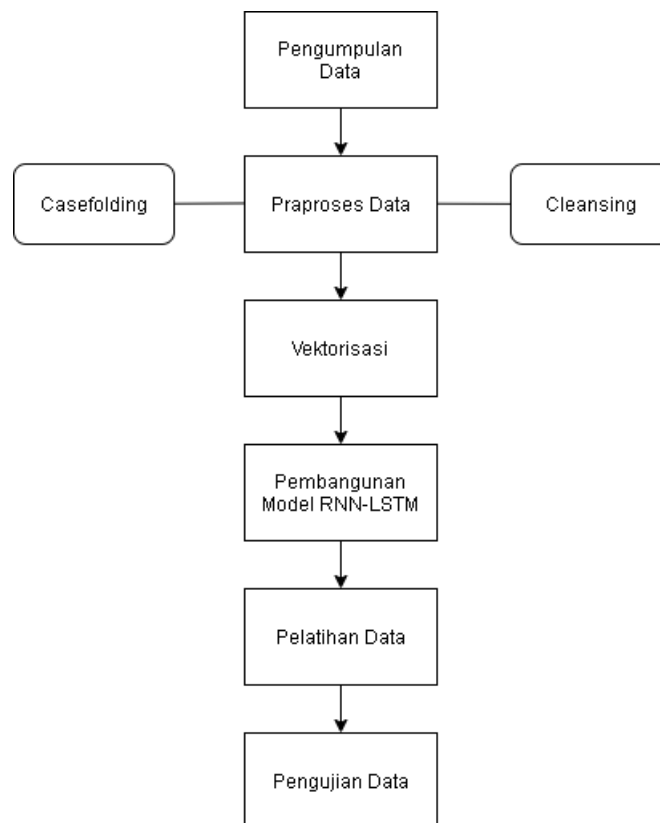 Pengumpulan
Data
Casefolding
Praproses Data
Cleansing
Vektorisasi
Pembangunan
Model RNN-LSTM
Pelatihan Data
Pengujian Data